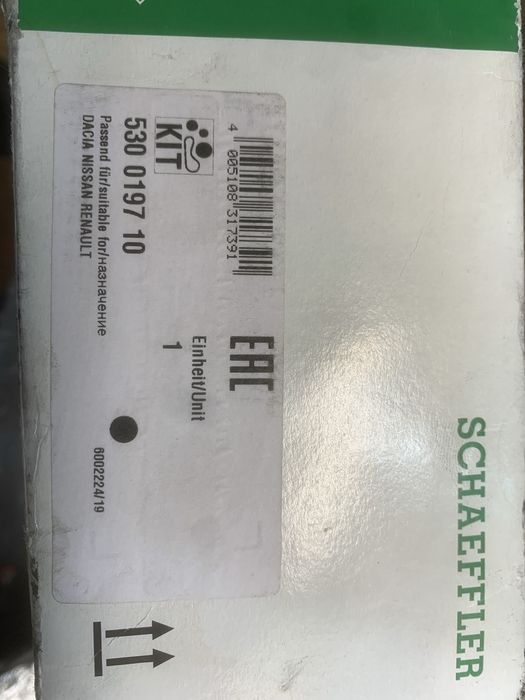 SCHAEFFLER
4 005108 317391
EAC
KIT
Einheit/Unit
1
530 0197 10
Passend für/suitable for/назначение
DACIA NISSAN RENAULT
6002224/19